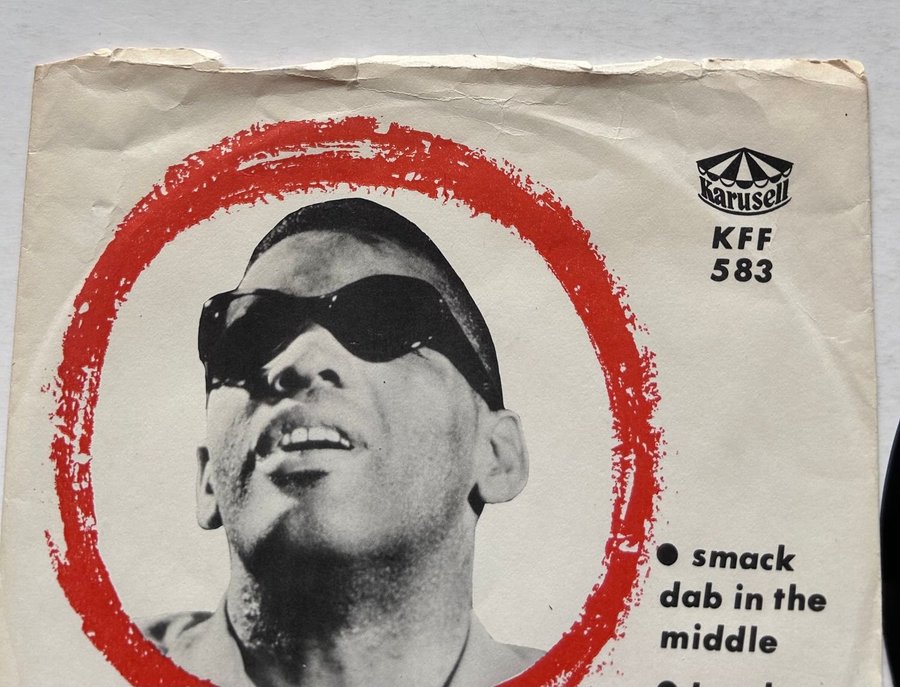 Karusell
KFF
583
● smack
dab in the
middle